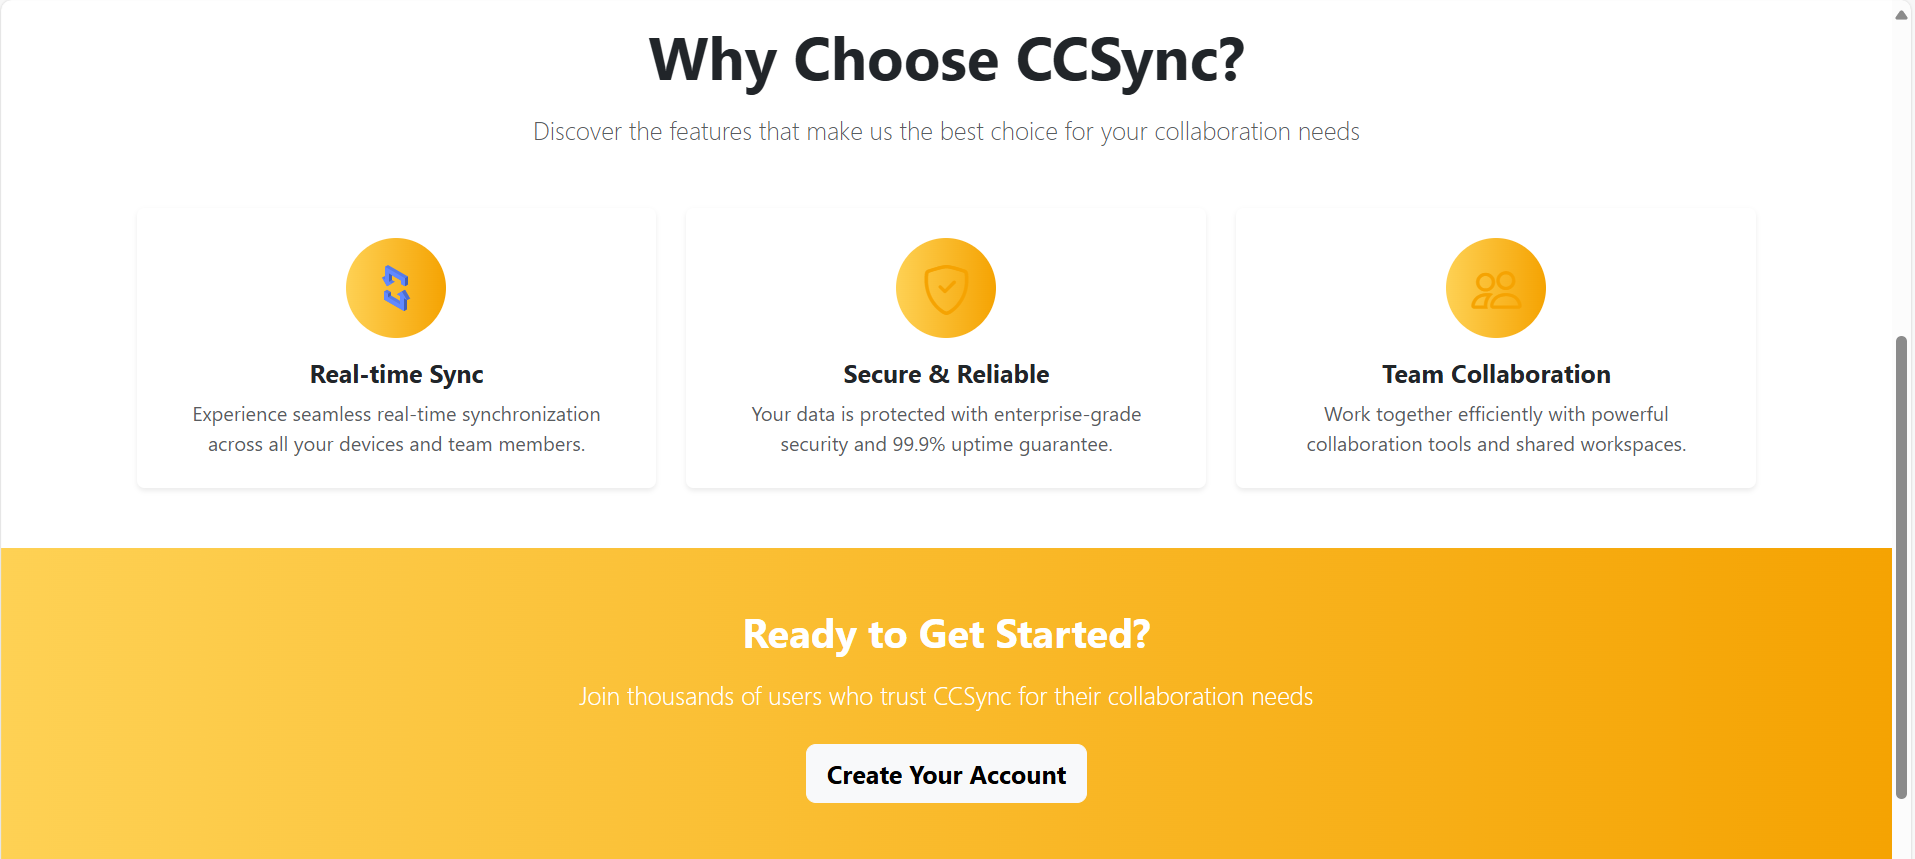 Why Choose CCSync?
Discover the features that make us the best choice for your collaboration needs
Real-time Sync
Experience seamless real-time synchronization
across all your devices and team members.
Secure & Reliable
Your data is protected with enterprise-grade
security and 99.9% uptime guarantee.
Team Collaboration
Work together efficiently with powerful
collaboration tools and shared workspaces.
Ready to Get Started?
Join thousands of users who trust CCSync for their collaboration needs
Create Your Account